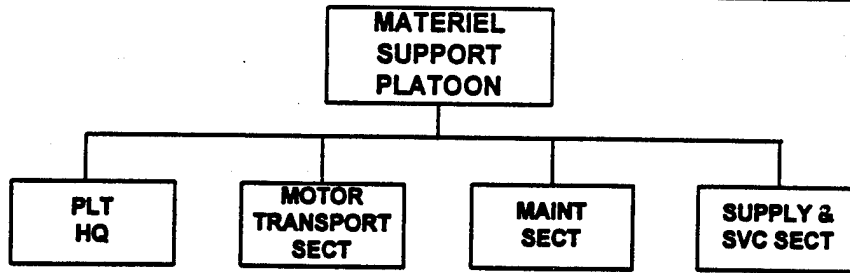 MATERIEL
SUPPORT
PLATOON
PLT
HQ
MOTOR
TRANSPORT
SECT
MAINT
SECT
SUPPLY &
SVC SECT